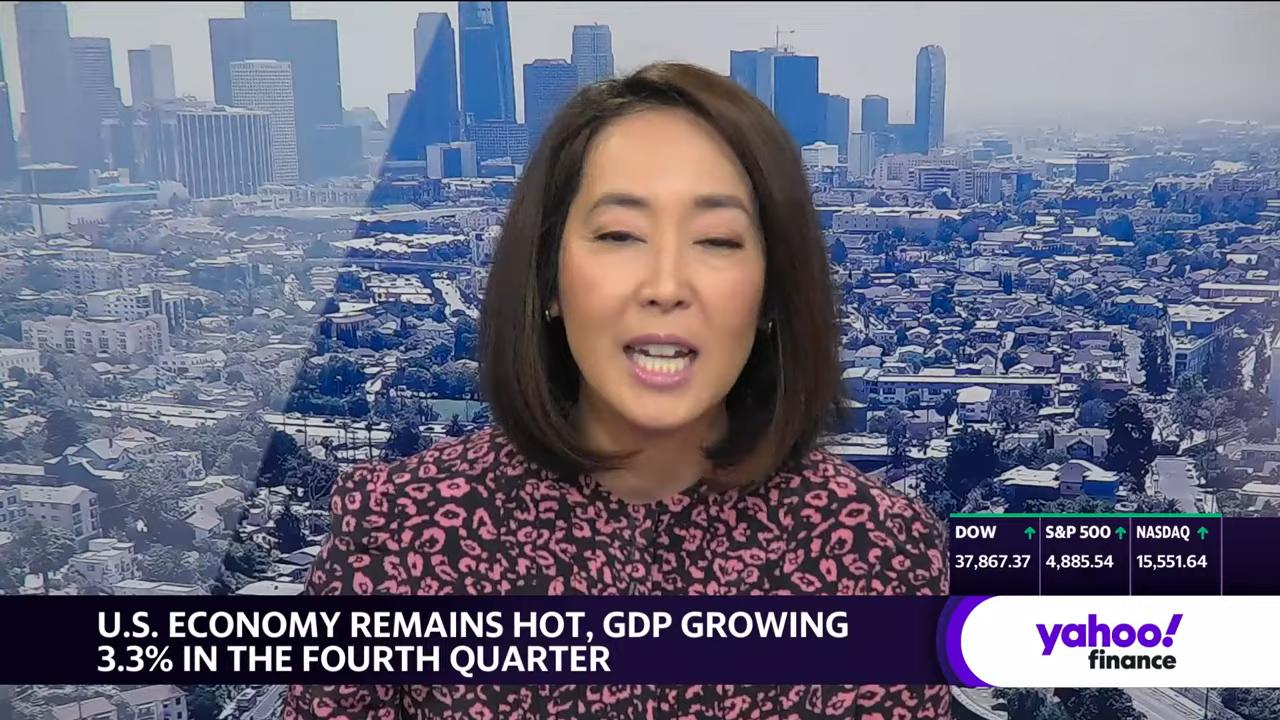 DOW ↑ S&P 500 ↑ NASDAQ ↑
37,867.37 4,885.54 15,551.64
U.S. ECONOMY REMAINS HOT, GDP GROWING
3.3% IN THE FOURTH QUARTER
yahoo!
finance